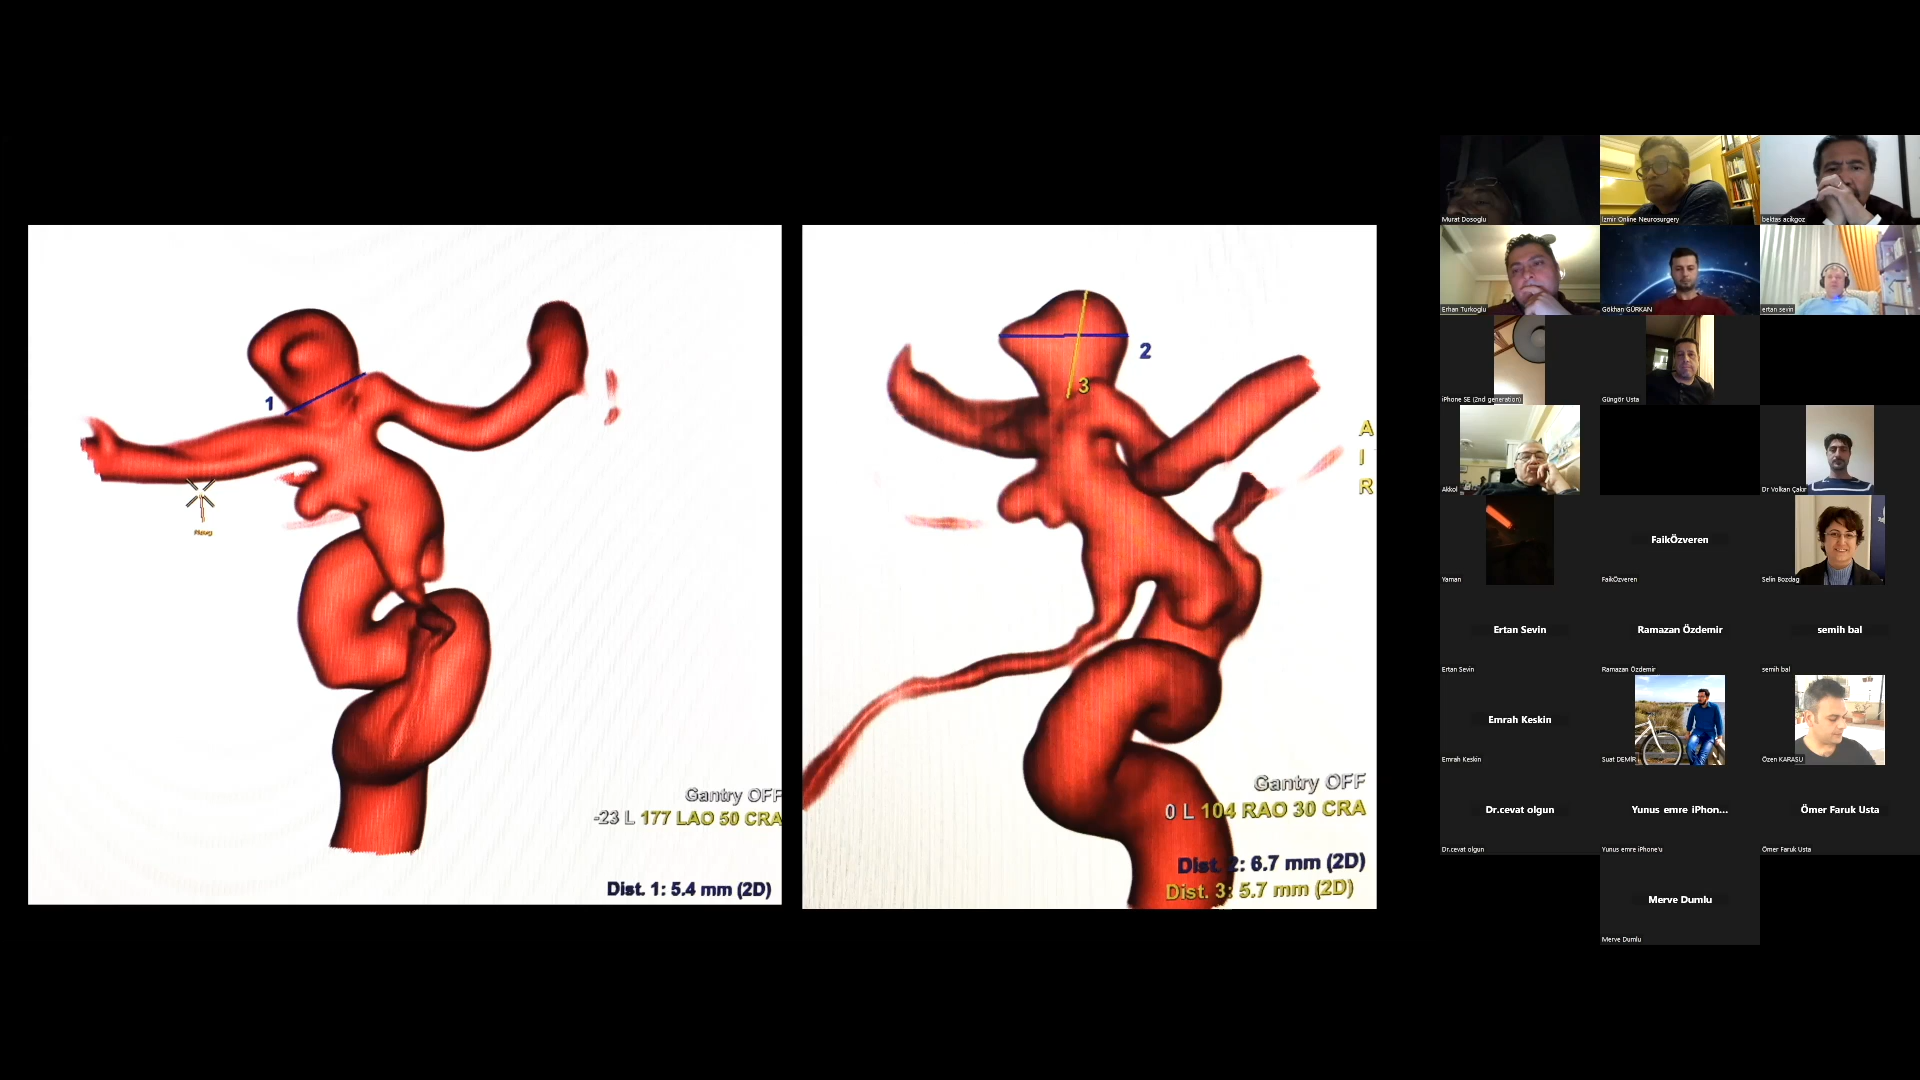 1
Gantry OFF
-23 L 177 LAO 50 CRA
Dist. 1: 5.4 mm (2D)
2
3
A
I
R
Gantry OFF
0 L 104 RAO 30 CRA
Dist. 2: 6.7 mm (2D)
Dist. 3: 5.7 mm (2D)
Murat Dosoglu
Izmir Online Neurosurgery
bektas acikgoz
Erhan Turkoglu
Gökhan GÜRKAN
ertan sevin
iPhone SE (2nd generation)
Güngör Usta
Akkol
Dr Volkan Çakır
Yaman
FaikÖzveren
FaikÖzveren
Selin Bozdag
Ertan Sevin
Ertan Sevin
Ramazan Özdemir
Ramazan Özdemir
semih bal
semih bal
Emrah Keskin
Emrah Keskin
Suat DEMİR
Özen KARASU
Dr.cevat olgun
Dr.cevat olgun
Yunus emre iPhon...
Yunus emre iPhone'u
Ömer Faruk Usta
Ömer Faruk Usta
Merve Dumlu
Merve Dumlu